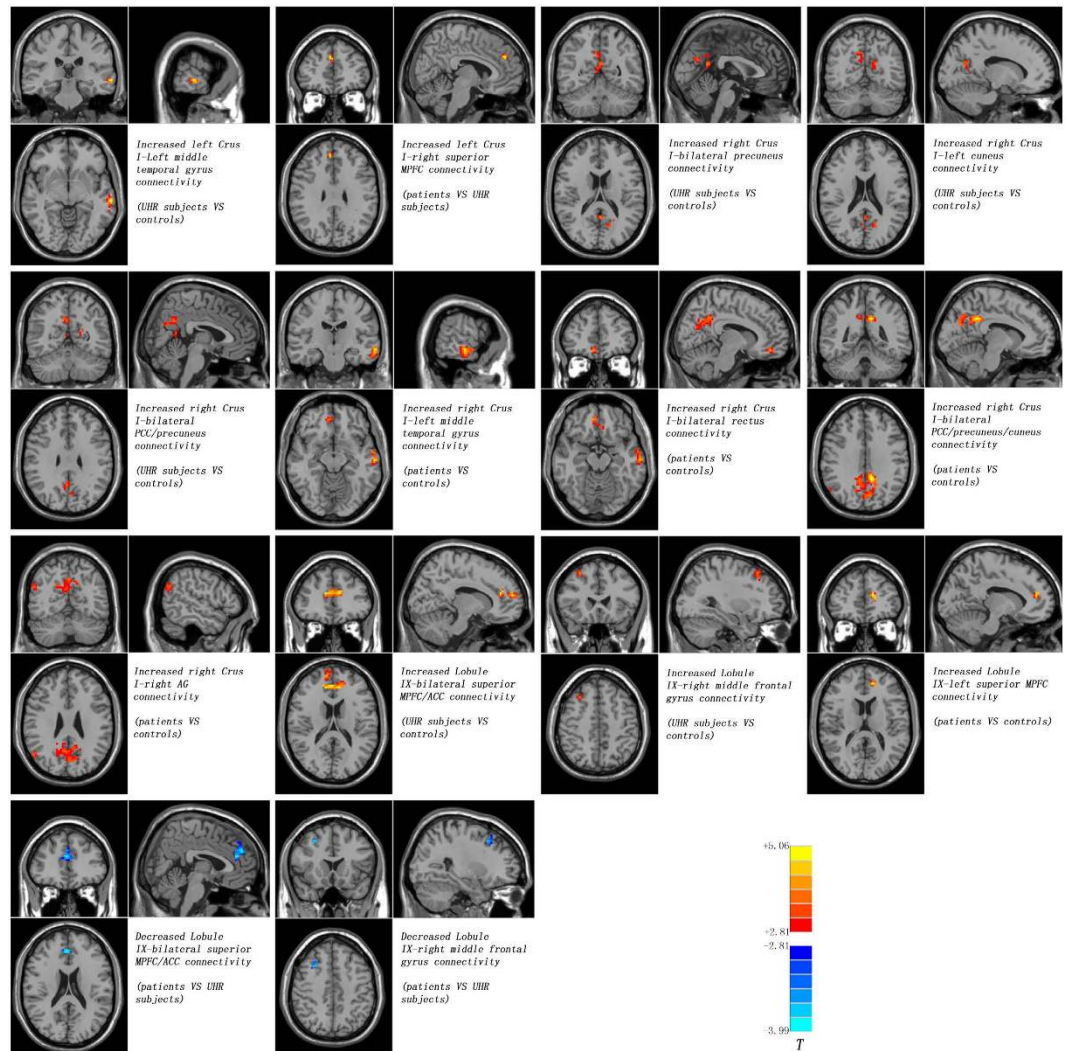 Increased left Crus
I-Left middle
temporal gyrus
connectivity
(UHR subjects VS
controls)
Increased left Crus
I-right superior
MPFC connectivity
(patients VS UHR
subjects)
Increased right Crus
I-bilateral precuneus
connectivity
(UHR subjects VS
controls)
Increased right Crus
I-left cuneus
connectivity
(UHR subjects VS
controls)
Increased right Crus
I-bilateral
PCC/precuneus
connectivity
(UHR subjects VS
controls)
Increased right Crus
I-left middle
temporal gyrus
connectivity
(patients VS
controls)
Increased right Crus
I-bilateral rectus
connectivity
(patients VS
controls)
Increased right Crus
I-bilateral
PCC/precuneus/cuneus
connectivity
(patients VS
controls)
Increased right Crus
I-right AG
connectivity
(patients VS
controls)
Increased Lobule
IX-bilateral superior
MPFC/ACC connectivity
(UHR subjects VS
controls)
Increased Lobule
IX-right middle frontal
gyrus connectivity
(UHR subjects VS
controls)
Increased Lobule
IX-left superior MPFC
connectivity
(patients VS controls)
Decreased Lobule
IX-bilateral superior
MPFC/ACC connectivity
(patients VS UHR
subjects)
Decreased Lobule
IX-right middle frontal
gyrus connectivity
(patients VS UHR
subjects)
+5.06
+2.81
-2.81
-3.99
T